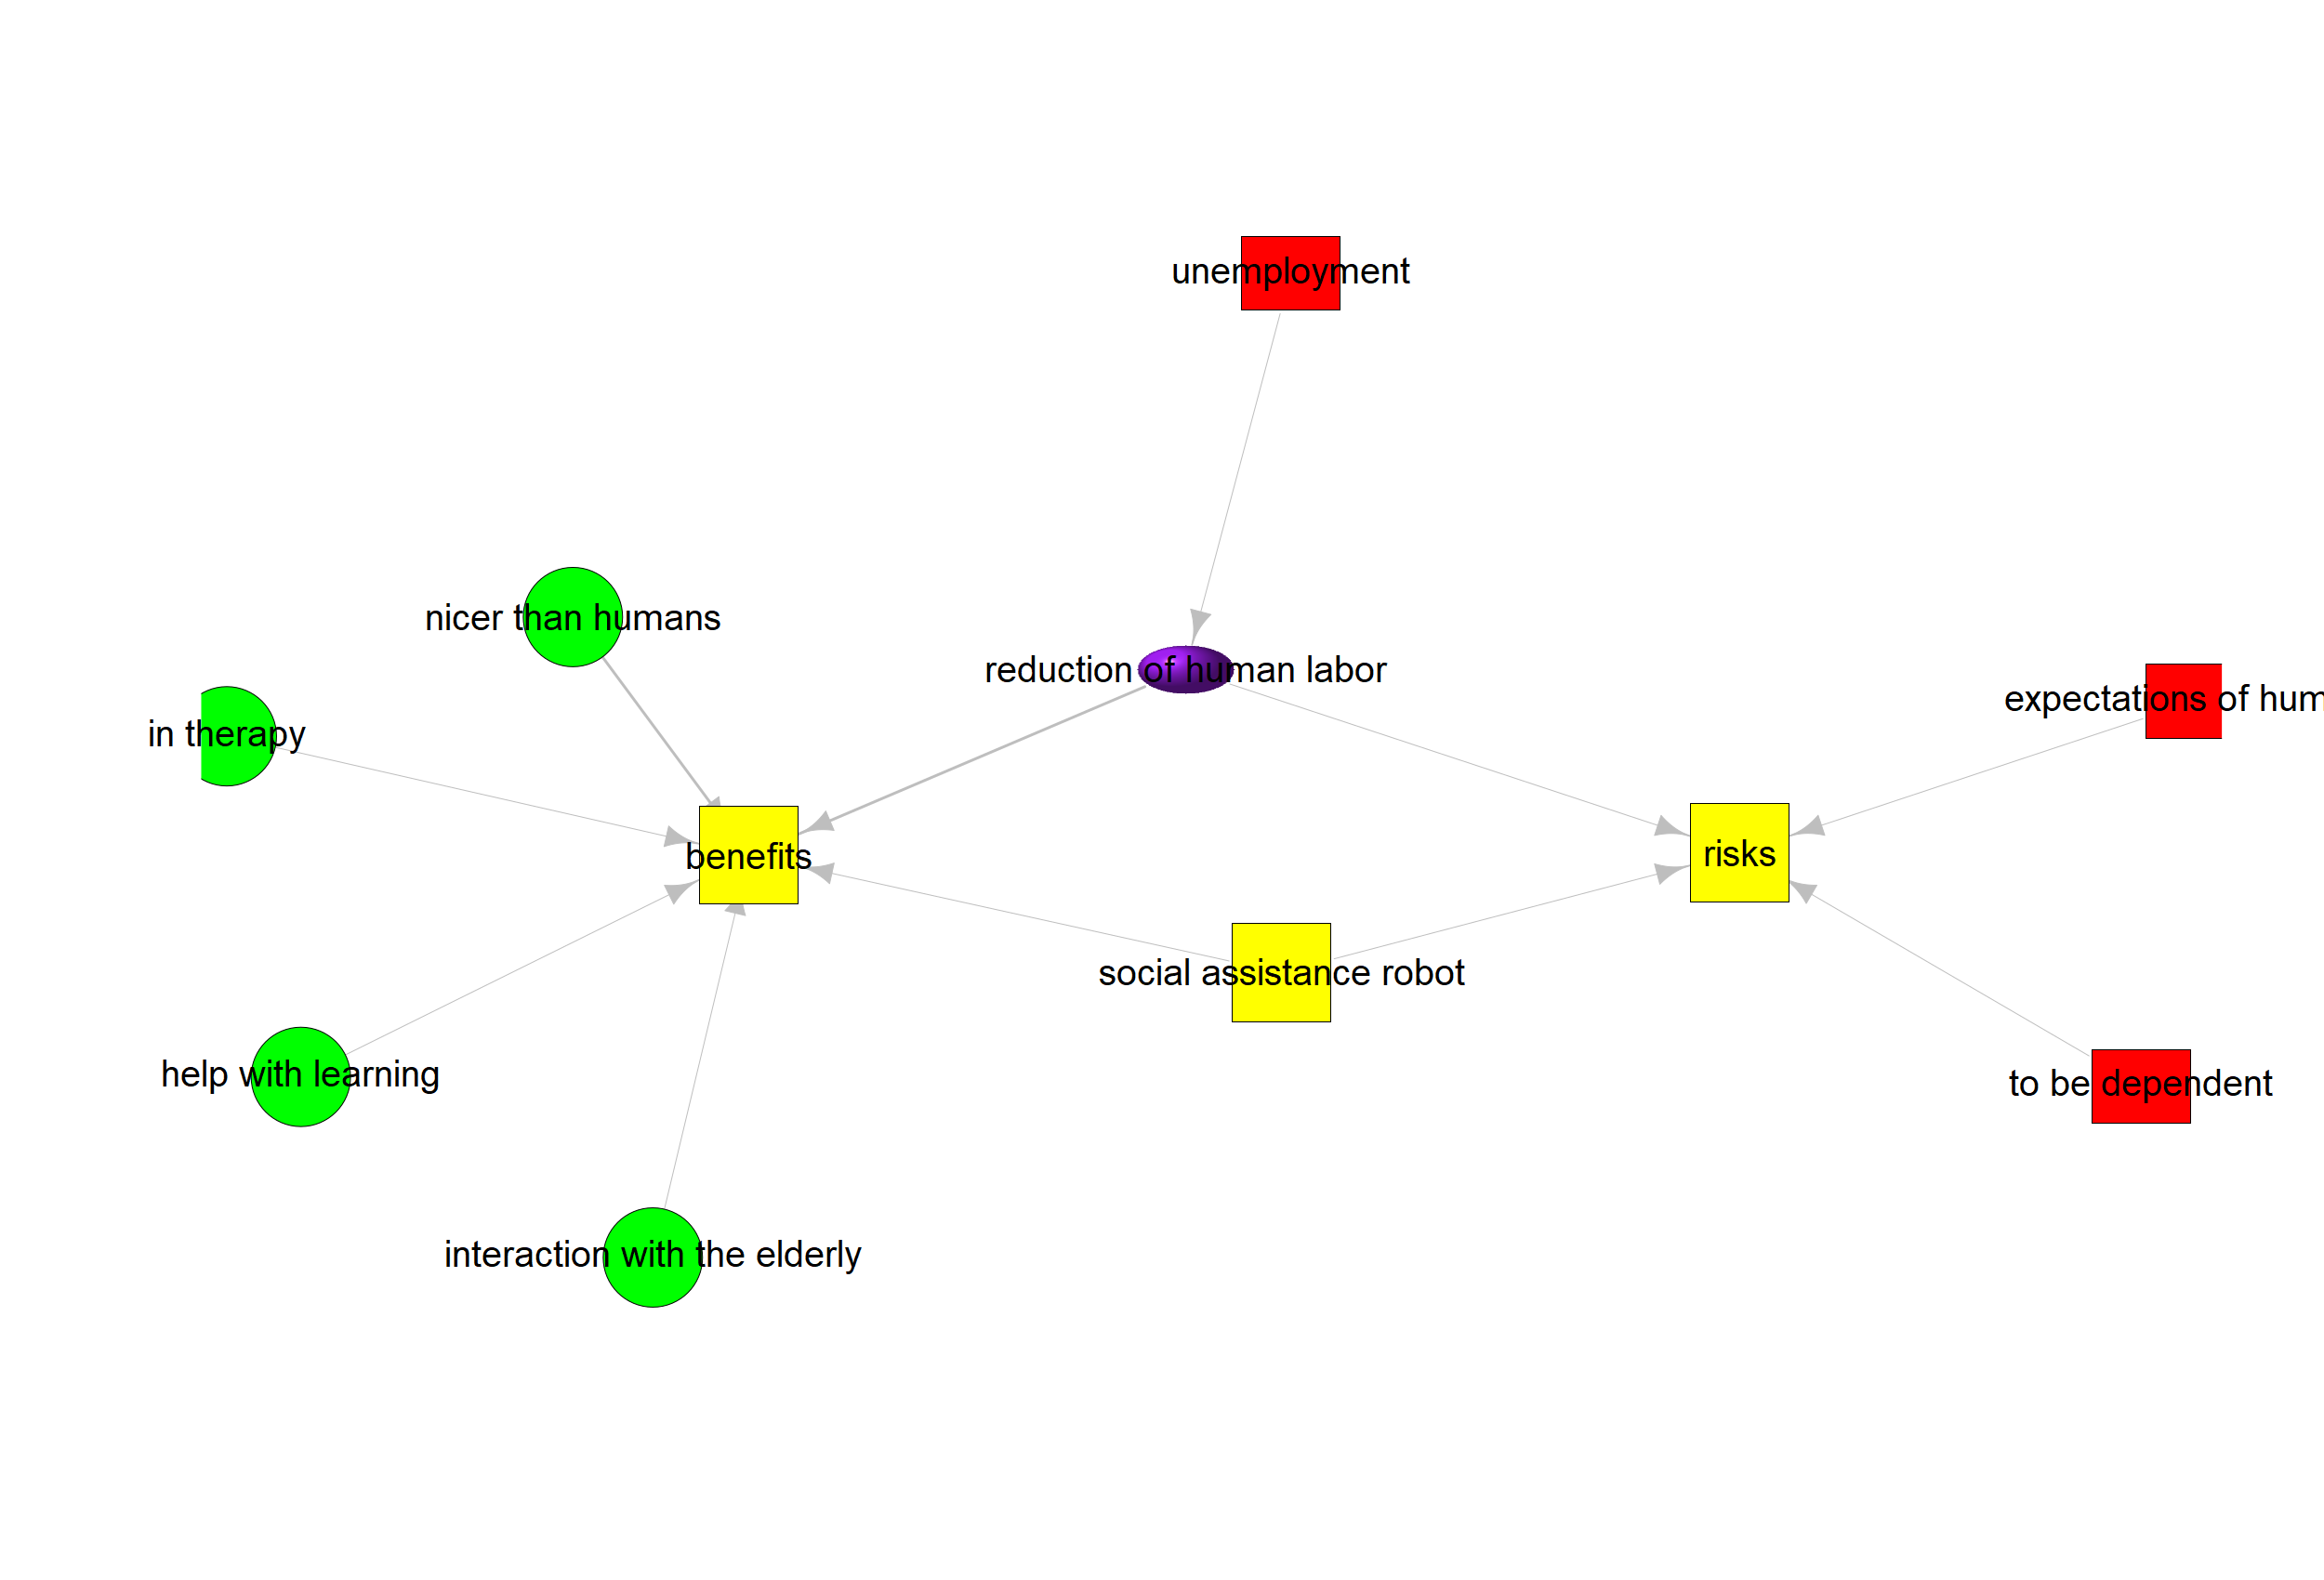 unemployment
nicer than humans
reduction of human labor
expectations of hum
in therapy
benefits
risks
social assistance robot
help with learning
to be dependent
interaction with the elderly